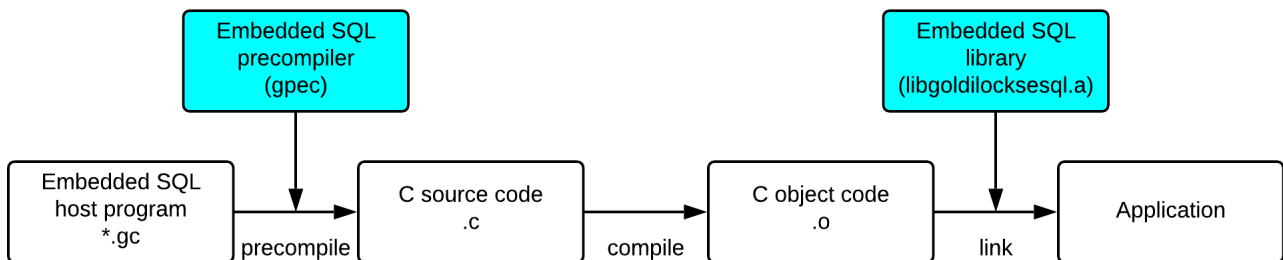 Embedded SQL
precompiler
(gpec)
Embedded SQL
library
(libgoldilocksesql.a)
Embedded SQL
host program
*.gc
precompile
C source code
.c
compile
C object code
.o
link
Application